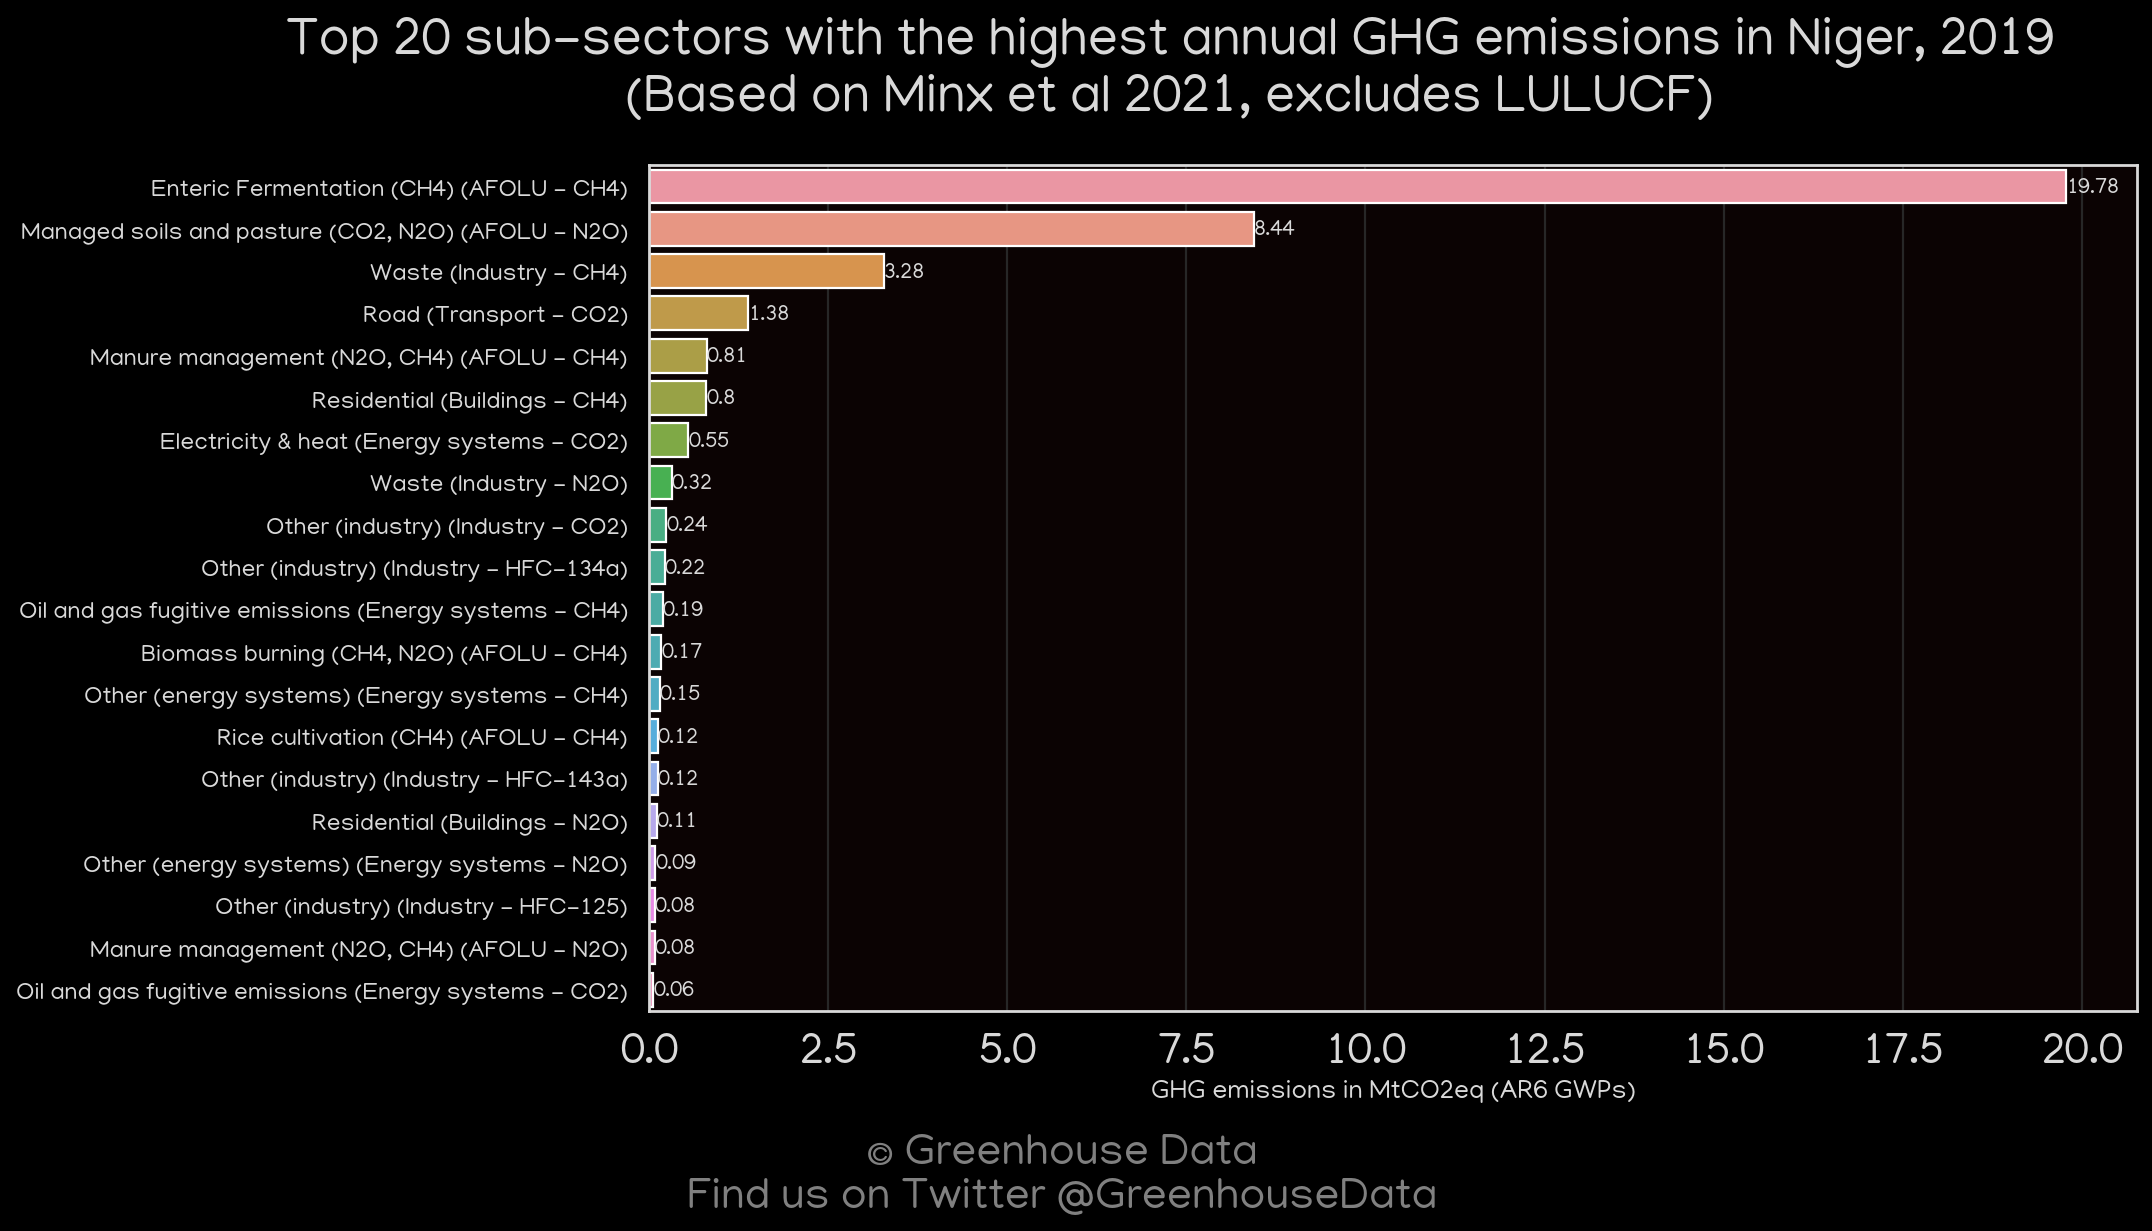 Top 20 sub-sectors with the highest annual GHG emissions in Niger, 2019
(Based on Minx et al 2021, excludes LULUCF)
Enteric Fermentation (CH4) (AFOLU - CH4) 19.78
Managed soils and pasture (CO2, N2O) (AFOLU - N2O) 8.44
Waste (Industry - CH4) 3.28
Road (Transport - CO2) 1.38
Manure management (N2O, CH4) (AFOLU - CH4) 0.81
Residential (Buildings - CH4) 0.8
Electricity & heat (Energy systems - CO2) 0.55
Waste (Industry - N2O) 0.32
Other (industry) (Industry - CO2) 0.24
Other (industry) (Industry - HFC-134a) 0.22
Oil and gas fugitive emissions (Energy systems - CH4) 0.19
Biomass burning (CH4, N2O) (AFOLU - CH4) 0.17
Other (energy systems) (Energy systems - CH4) 0.15
Rice cultivation (CH4) (AFOLU - CH4) 0.12
Other (industry) (Industry - HFC-143a) 0.12
Residential (Buildings - N2O) 0.11
Other (energy systems) (Energy systems - N2O) 0.09
Other (industry) (Industry - HFC-125) 0.08
Manure management (N2O, CH4) (AFOLU - N2O) 0.08
Oil and gas fugitive emissions (Energy systems - CO2) 0.06
0.0 2.5 5.0 7.5 10.0 12.5 15.0 17.5 20.0
GHG emissions in MtCO2eq (AR6 GWPs)
© Greenhouse Data
Find us on Twitter @GreenhouseData